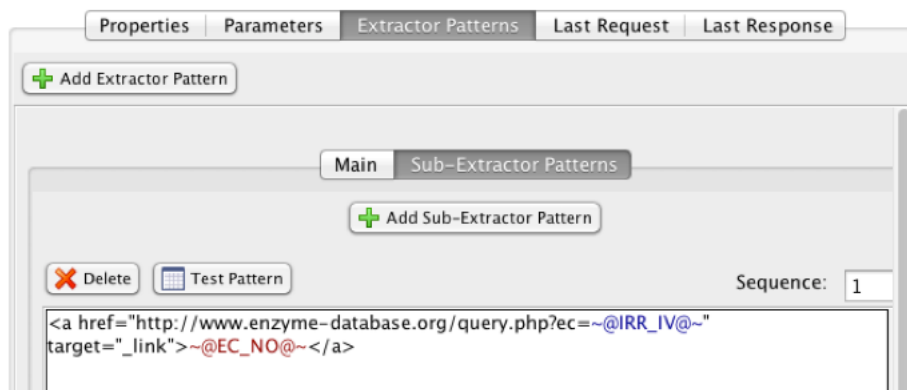 Properties Parameters Extractor Patterns Last Request Last Response
Add Extractor Pattern
Main Sub-Extractor Patterns
Add Sub-Extractor Pattern
Delete Test Pattern Sequence: 1
<a href="http://www.enzyme-database.org/query.php?ec=~@IRR_IV@~"
target="_link">~@EC_NO@~</a>